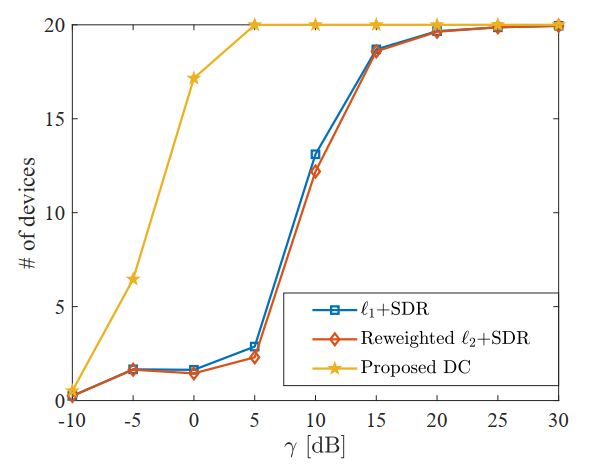 20
15
10
5
0
# of devices
-10 -5 0 5 10 15 20 25 30
γ [dB]
ℓ₁+SDR
Reweighted ℓ₂+SDR
Proposed DC